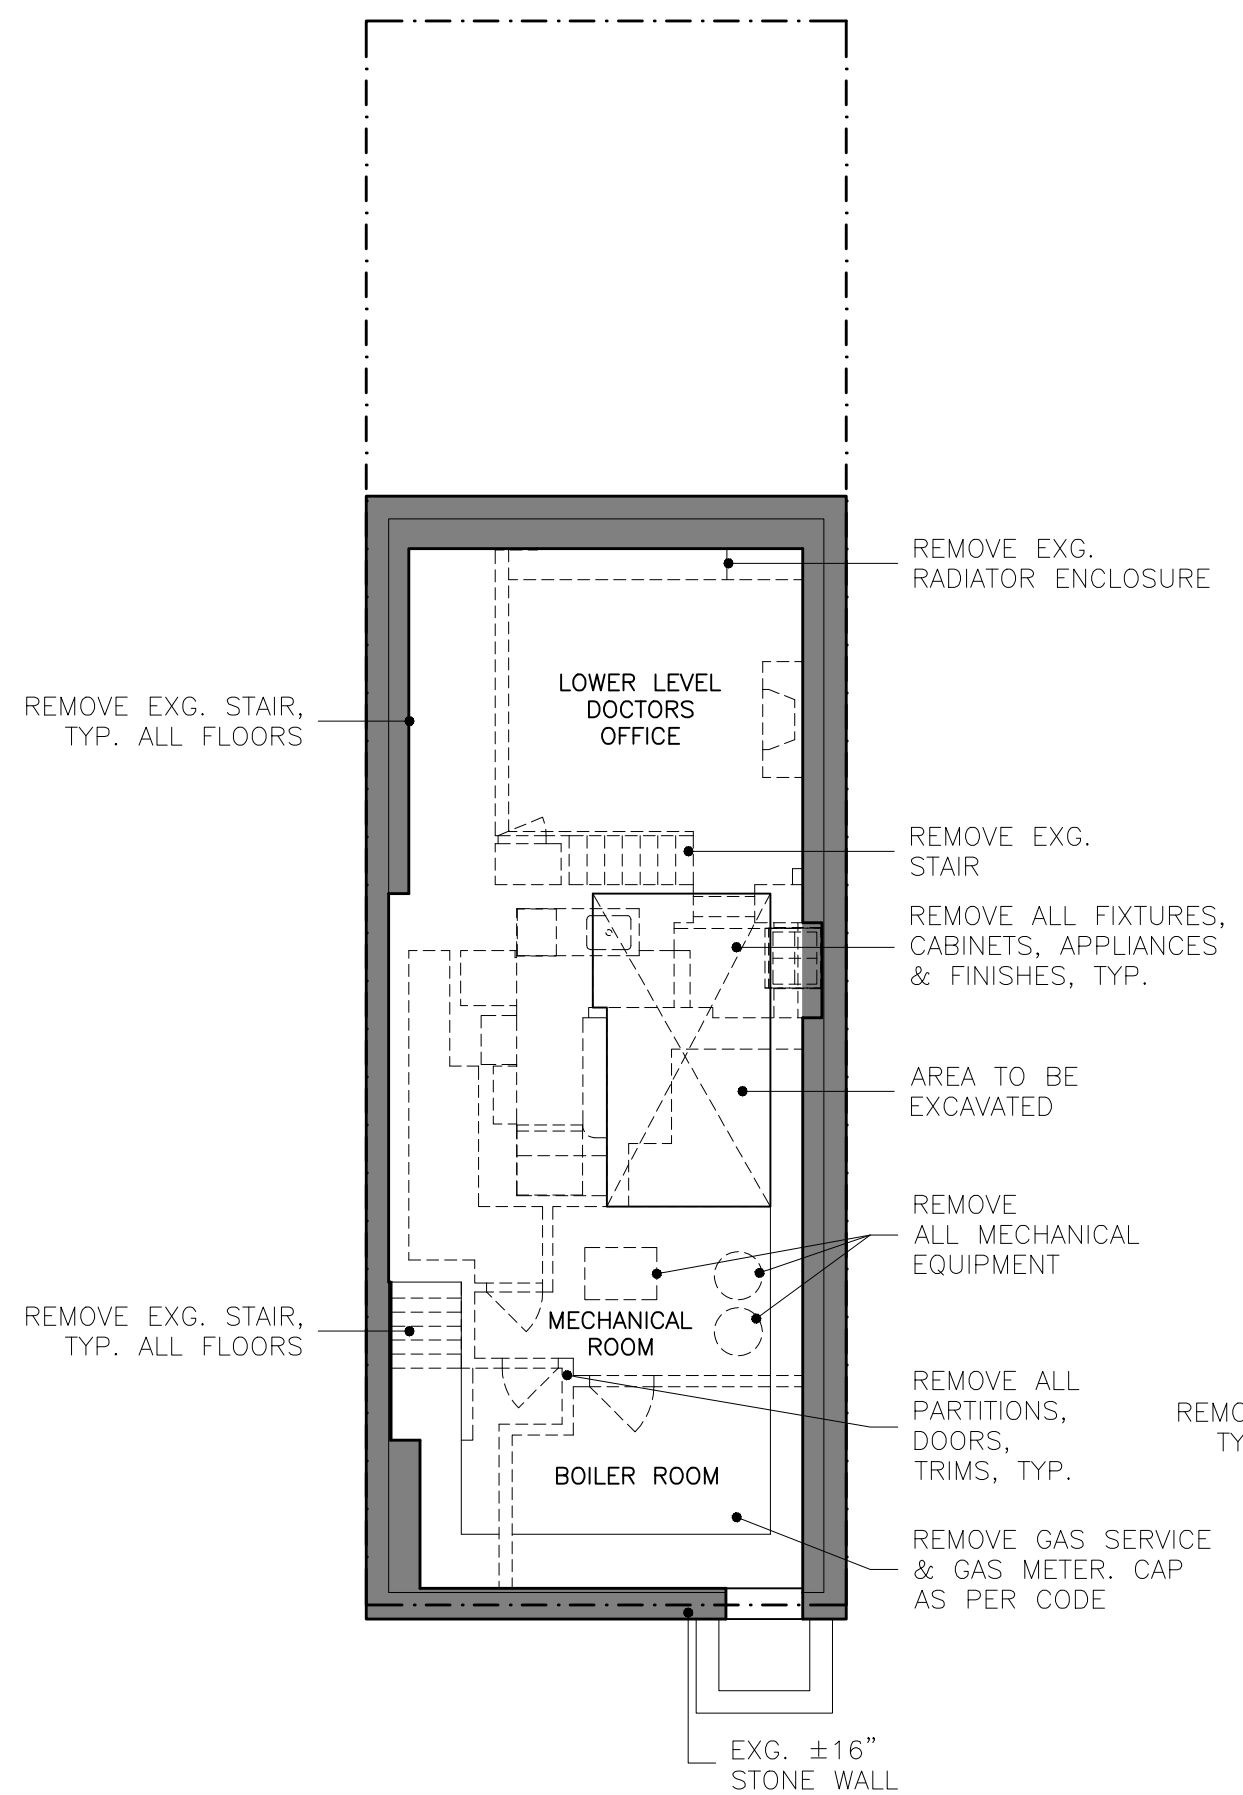 REMOVE EXG.
RADIATOR ENCLOSURE
LOWER LEVEL
DOCTORS
OFFICE
REMOVE EXG. STAIR,
TYP. ALL FLOORS
REMOVE EXG.
STAIR
REMOVE ALL FIXTURES,
CABINETS, APPLIANCES
& FINISHES, TYP.
AREA TO BE
EXCAVATED
REMOVE
ALL MECHANICAL
EQUIPMENT
REMOVE EXG. STAIR,
TYP. ALL FLOORS
MECHANICAL
ROOM
REMOVE ALL
PARTITIONS,
DOORS,
TRIMS, TYP.
REMO
TY
BOILER ROOM
REMOVE GAS SERVICE
& GAS METER. CAP
AS PER CODE
EXG. ±16”
STONE WALL